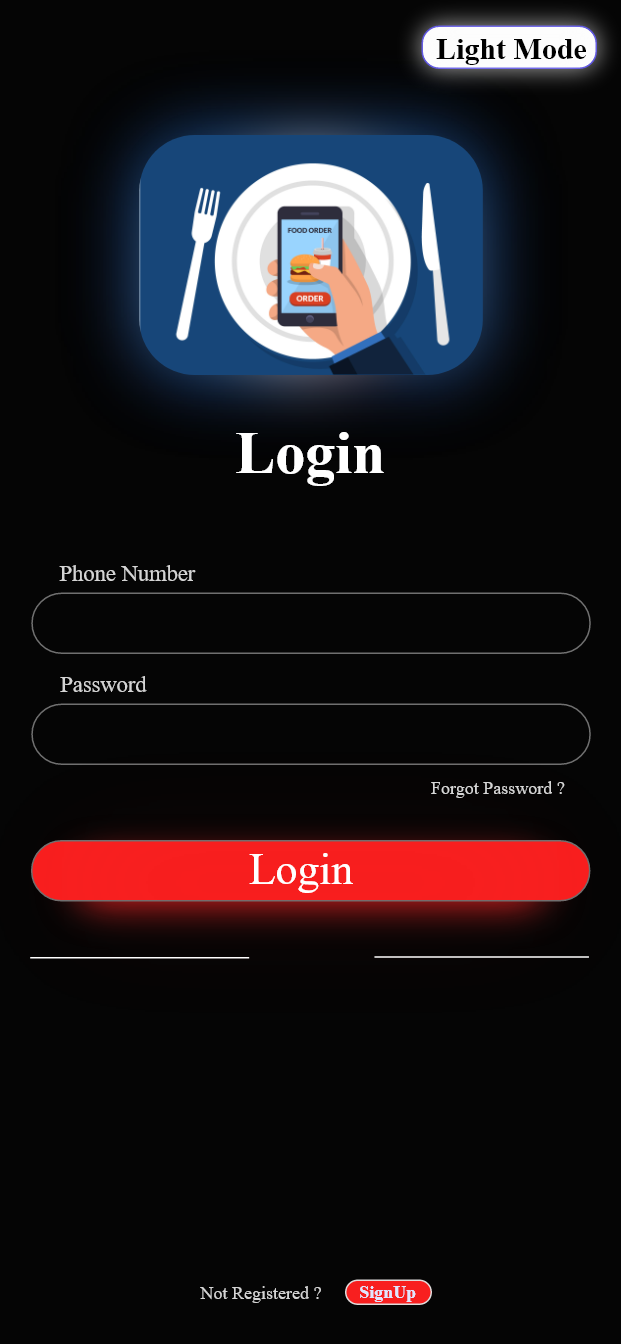 Light Mode
FOOD ORDER
ORDER
Login
Phone Number
Password
Forgot Password ?
Login
Not Registered ? SignUp